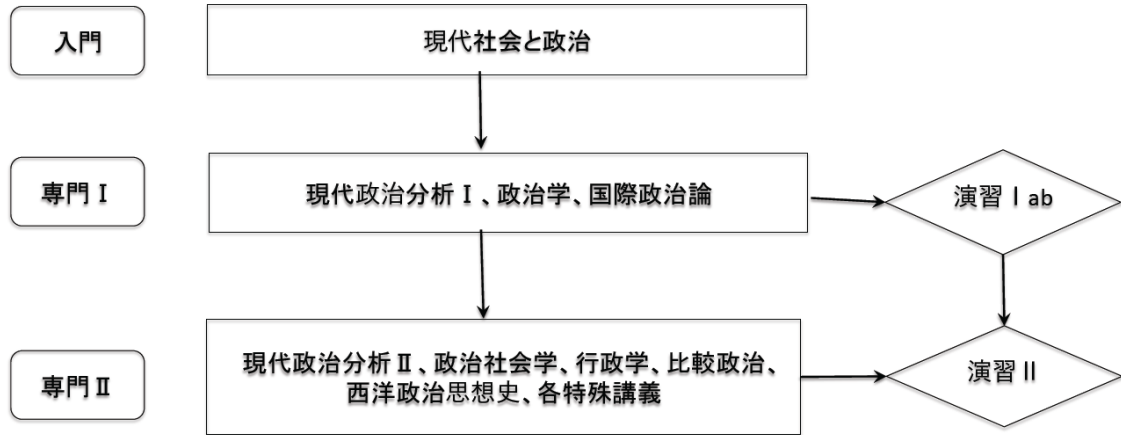 入門
現代社会と政治
専門Ⅰ
現代政治分析Ⅰ、政治学、国際政治論
演習Ⅰab
専門Ⅱ
現代政治分析Ⅱ、政治社会学、行政学、比較政治、
西洋政治思想史、各特殊講義
演習Ⅱ